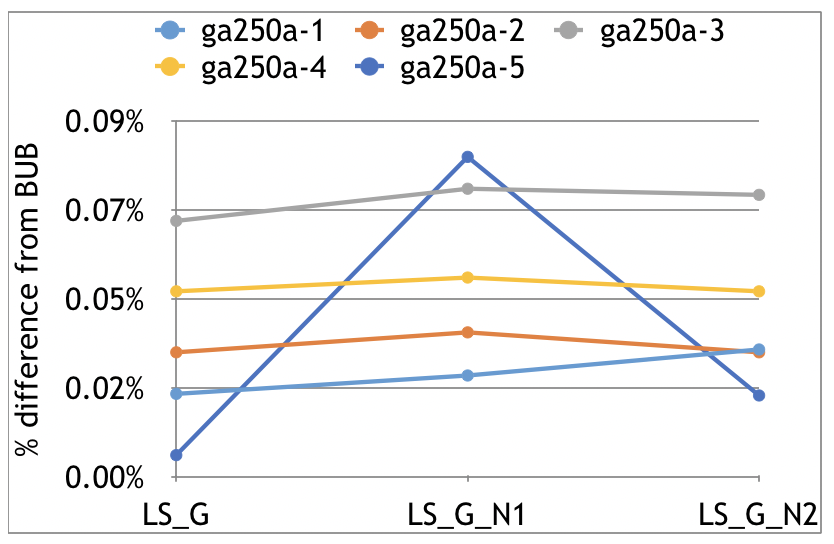 ga250a-1 ga250a-2 ga250a-3
ga250a-4 ga250a-5
% difference from BUB
0.09%
0.07%
0.05%
0.02%
0.00%
LS_G LS_G_N1 LS_G_N2